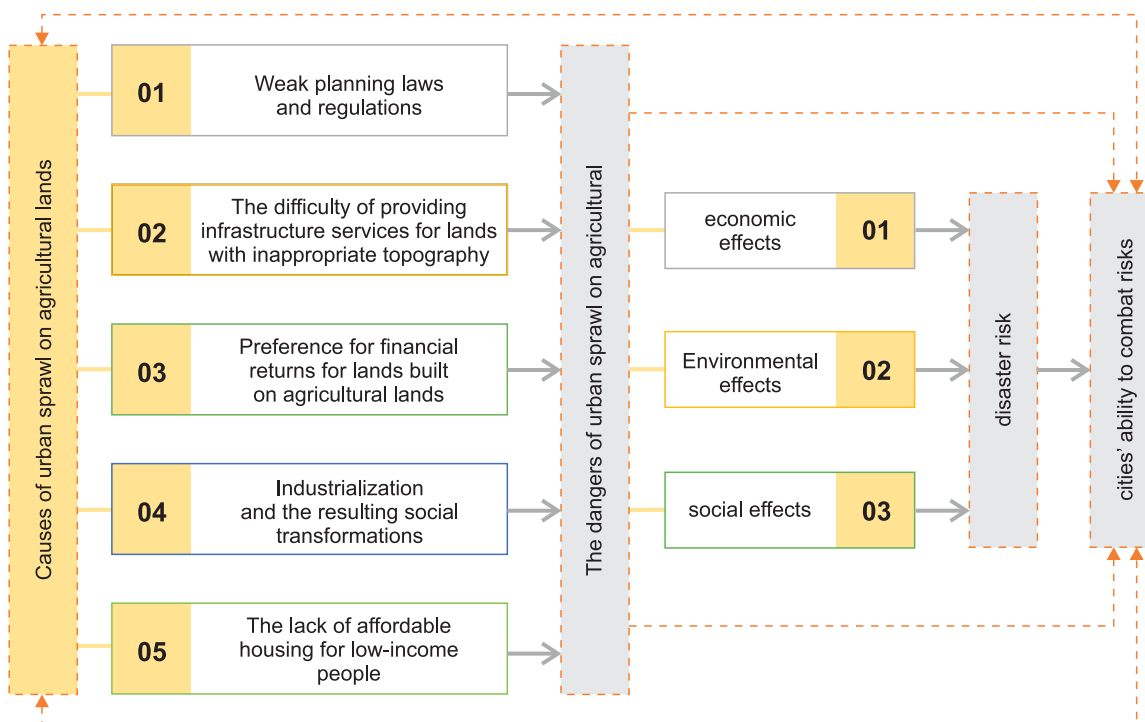 Causes of urban sprawl on agricultural lands
01
Weak planning laws
and regulations
02
The difficulty of providing
infrastructure services for lands
with inappropriate topography
03
Preference for financial
returns for lands built
on agricultural lands
04
Industrialization
and the resulting social
transformations
05
The lack of affordable
housing for low-income
people
The dangers of urban sprawl on agricultural
economic
effects
01
Environmental
effects
02
social effects
03
disaster risk
cities' ability to combat risks